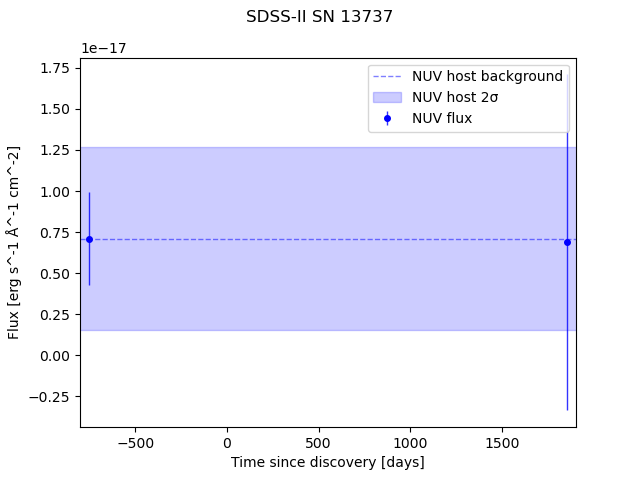 SDSS-II SN 13737
1e−17
NUV host background
NUV host 2σ
NUV flux
1.75
1.50
1.25
1.00
0.75
0.50
0.25
0.00
−0.25
Flux [erg s^-1 Å^-1 cm^-2]
−500 0 500 1000 1500
Time since discovery [days]